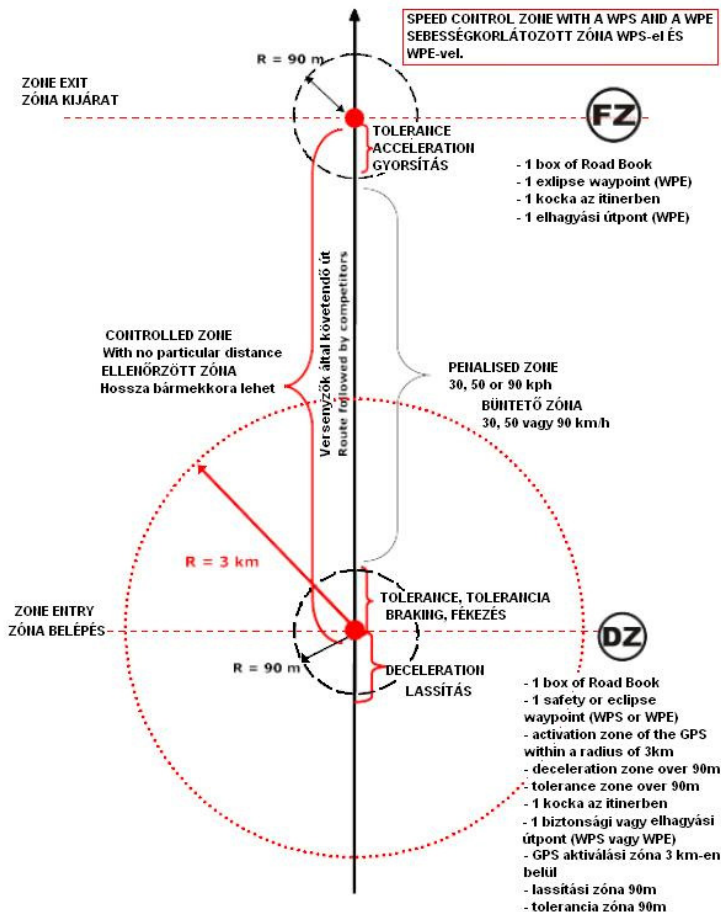 SPEED CONTROL ZONE WITH A WPS AND A WPE
SEBESSÉGKORLÁTOZOTT ZÓNA WPS-el ÉS
WPE-vel.
R = 90 m
ZONE EXIT
ZÓNA KIJÁRAT
FZ
TOLERANCE
ACCELERATION
GYORSÍTÁS
- 1 box of Road Book
- 1 exlipse waypoint (WPE)
- 1 kocka az itinerben
- 1 elhagyási útpont (WPE)
Versenyzők által követendő út
Route followed by competitors
CONTROLLED ZONE
With no particular distance
ELLENŐRZÖTT ZÓNA
Hossza bármekkora lehet
PENALISED ZONE
30, 50 or 90 kph
BÜNTETŐ ZÓNA
30, 50 vagy 90 km/h
R = 3 km
ZONE ENTRY
ZÓNA BELÉPÉS
TOLERANCE, TOLERANCIA
BRAKING, FÉKEZÉS
DZ
R = 90 m
DECELERATION
LASSÍTÁS
- 1 box of Road Book
- 1 safety or eclipse
waypoint (WPS or WPE)
- activation zone of the GPS
within a radius of 3km
- deceleration zone over 90m
- tolerance zone over 90m
- 1 kocka az itinerben
- 1 biztonsági vagy elhagyási
útpont (WPS vagy WPE)
- GPS aktiválási zóna 3 km-en
belül
- lassítási zóna 90m
- tolerancia zóna 90m